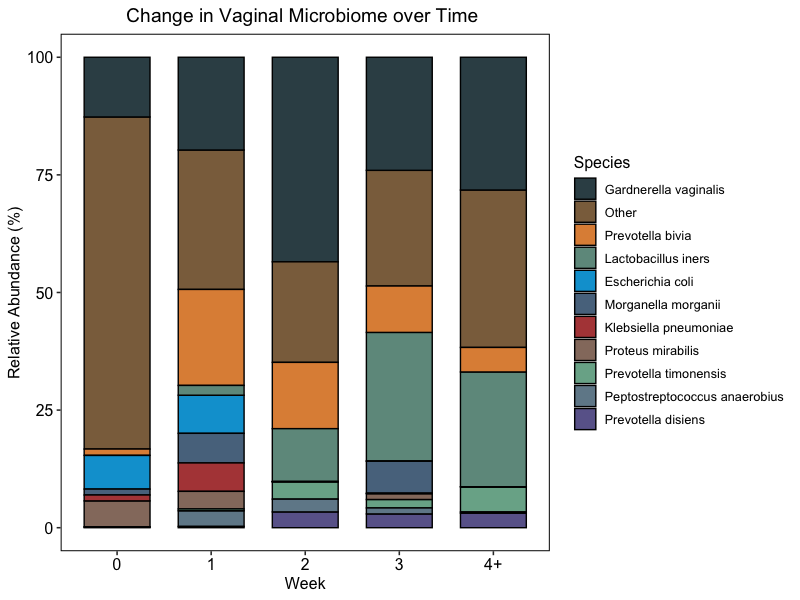 Change in Vaginal Microbiome over Time
Relative Abundance (%)
100
75
50
25
0
0 1 2 3 4+
Week
Species
Gardnerella vaginalis
Other
Prevotella bivia
Lactobacillus iners
Escherichia coli
Morganella morganii
Klebsiella pneumoniae
Proteus mirabilis
Prevotella timonensis
Peptostreptococcus anaerobius
Prevotella disiens